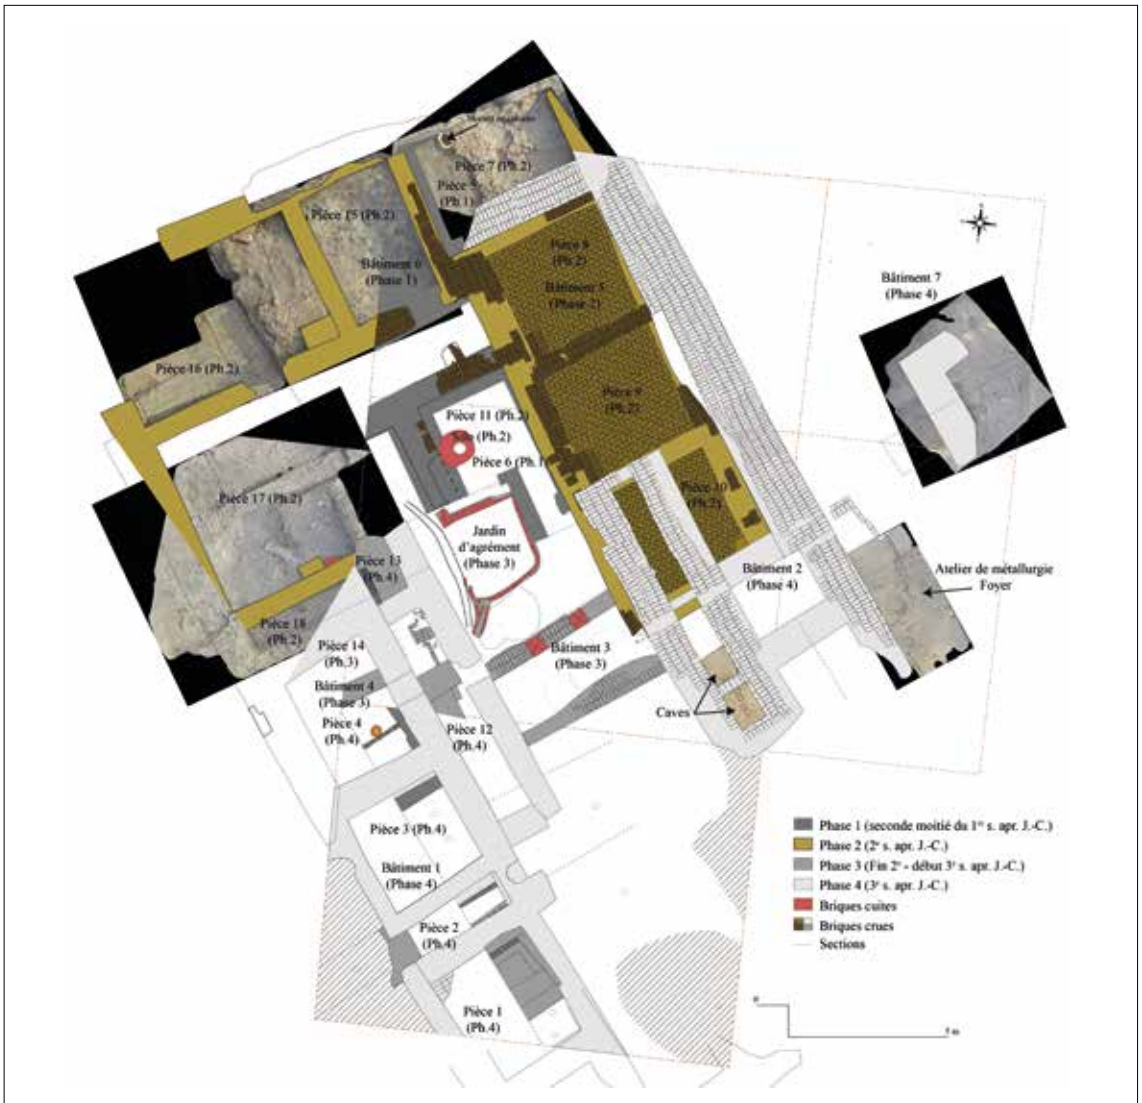 Pièce 7 (Ph.2)
Pièce 5
(Ph.1)
Pièce 15 (Ph.2)
Bâtiment 6
(Phase 1)
Pièce 8
(Ph.2)
Bâtiment 5
(Phase 2)
Bâtiment 7
(Phase 4)
Pièce 16 (Ph.2)
Pièce 9
(Ph.2)
Pièce 11 (Ph.2)
(Ph.2)
Pièce 6 (Ph.1
Pièce 17 (Ph.2)
Pièce 10
(Ph.2)
Jardin
d'agrément
(Phase 3)
Pièce 13
(Ph.4)
Bâtiment 2
(Phase 4)
Atelier de métallurgie
Foyer
Pièce 18
(Ph.2)
Pièce 14
(Ph.3)
Bâtiment 3
(Phase 3)
Bâtiment 4
(Phase 3)
Pièce 4
(Ph.4)
Pièce 12
(Ph.4)
Caves
Pièce 3 (Ph.4)
Bâtiment 1
(Phase 4)
Pièce 2
(Ph.4)
Pièce 1
(Ph.4)
Phase 1 (seconde moitié du 1er s. apr. J.-C.)
Phase 2 (2e s. apr. J.-C.)
Phase 3 (Fin 2e - début 3e s. apr. J.-C.)
Phase 4 (3e s. apr. J.-C.)
Briques cuites
Briques crues
Sections
0
5 m